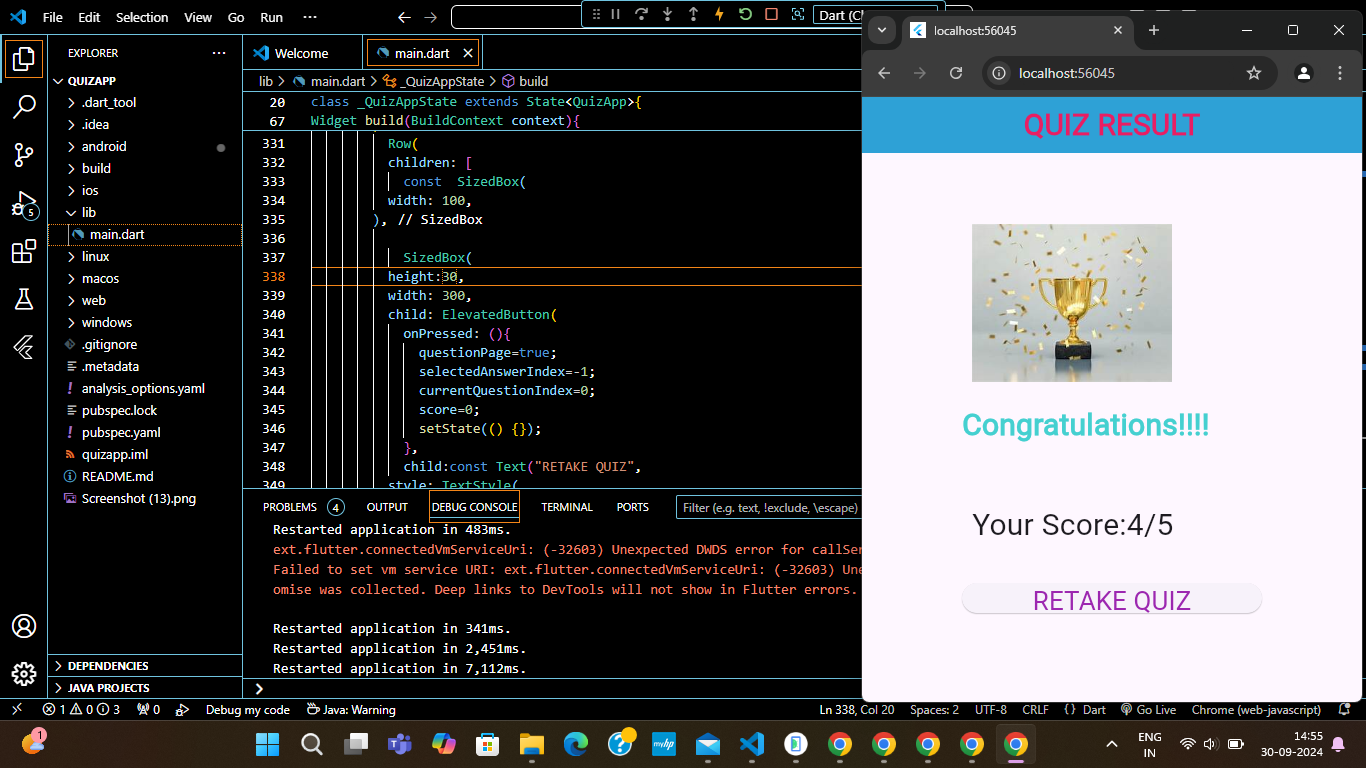 File Edit Selection View Go Run ···
Dart (C
EXPLORER ···
QUIZAPP
.dart_tool
.idea
android
build
ios
lib
main.dart
linux
macos
web
windows
.gitignore
.metadata
analysis_options.yaml
pubspec.lock
pubspec.yaml
quizapp.iml
README.md
Screenshot (13).png
DEPENDENCIES
JAVA PROJECTS
5
Welcome
main.dart
lib > main.dart > _QuizAppState > build
20 class _QuizAppState extends State<QuizApp>{
67 Widget build(BuildContext context){
331 Row(
332 children: [
333 const  SizedBox(
334 width: 100,
335 ), // SizedBox
336
337 SizedBox(
338 height:30,
339 width: 300,
340 child: ElevatedButton(
341 onPressed: (){
342 questionPage=true;
343 selectedAnswerIndex=-1;
344 currentQuestionIndex=0;
345 score=0;
346 setState(() {});
347 },
348 child:const Text("RETAKE QUIZ",
349 style: TextStyle(
PROBLEMS 4 OUTPUT DEBUG CONSOLE TERMINAL PORTS Filter (e.g. text, !exclude, \escape)
Restarted application in 483ms.
ext.flutter.connectedVmServiceUri: (-32603) Unexpected DWDS error for callSer
Failed to set vm service URI: ext.flutter.connectedVmServiceUri: (-32603) Une
omise was collected. Deep links to DevTools will not show in Flutter errors.
Restarted application in 341ms.
Restarted application in 2,451ms.
Restarted application in 7,112ms.
localhost:56045
localhost:56045
QUIZ RESULT
Congratulations!!!!
Your Score:4/5
RETAKE QUIZ
1 0 3 0 Debug my code Java: Warning Ln 338, Col 20 Spaces: 2 UTF-8 CRLF {} Dart Go Live Chrome (web-javascript)
1
myhp
ENG
IN
14:55
30-09-2024